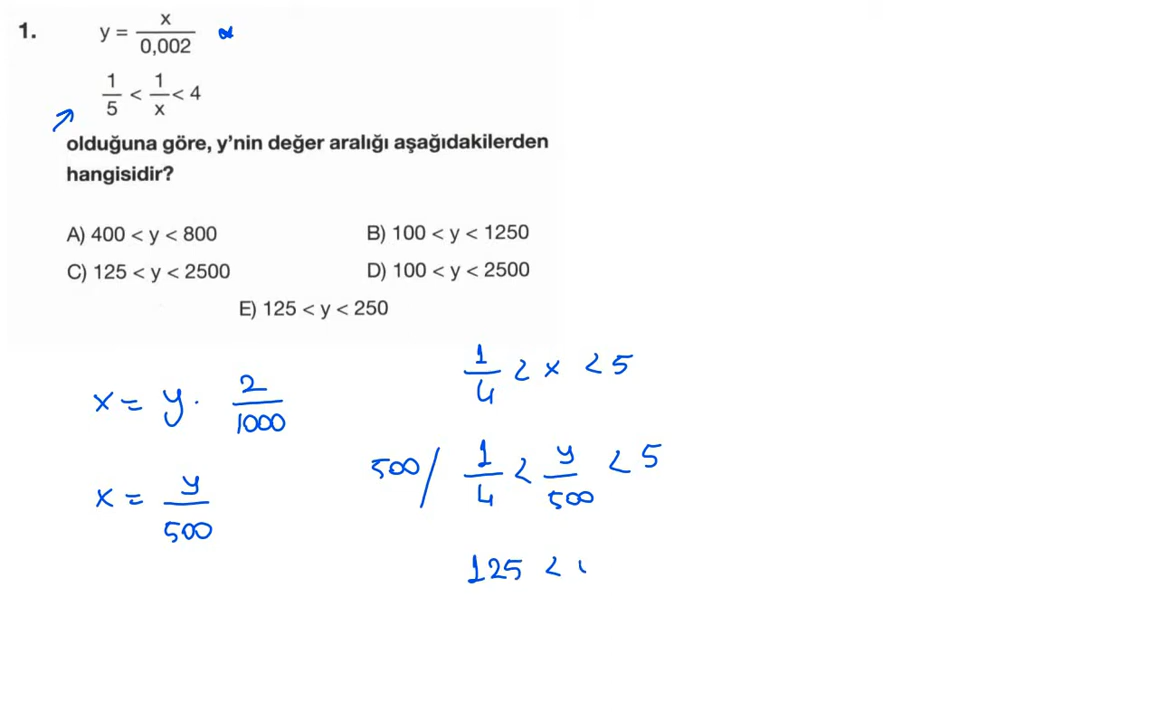 1. y = x / 0,002
1/5 < 1/x < 4
olduğuna göre, y'nin değer aralığı aşağıdakilerden
hangisidir?
A) 400 < y < 800 B) 100 < y < 1250
C) 125 < y < 2500 D) 100 < y < 2500
E) 125 < y < 250
1/4 < x < 5
x = y · 2/1000
500 / 1/4 < y/500 < 5
x = y/500
125 <